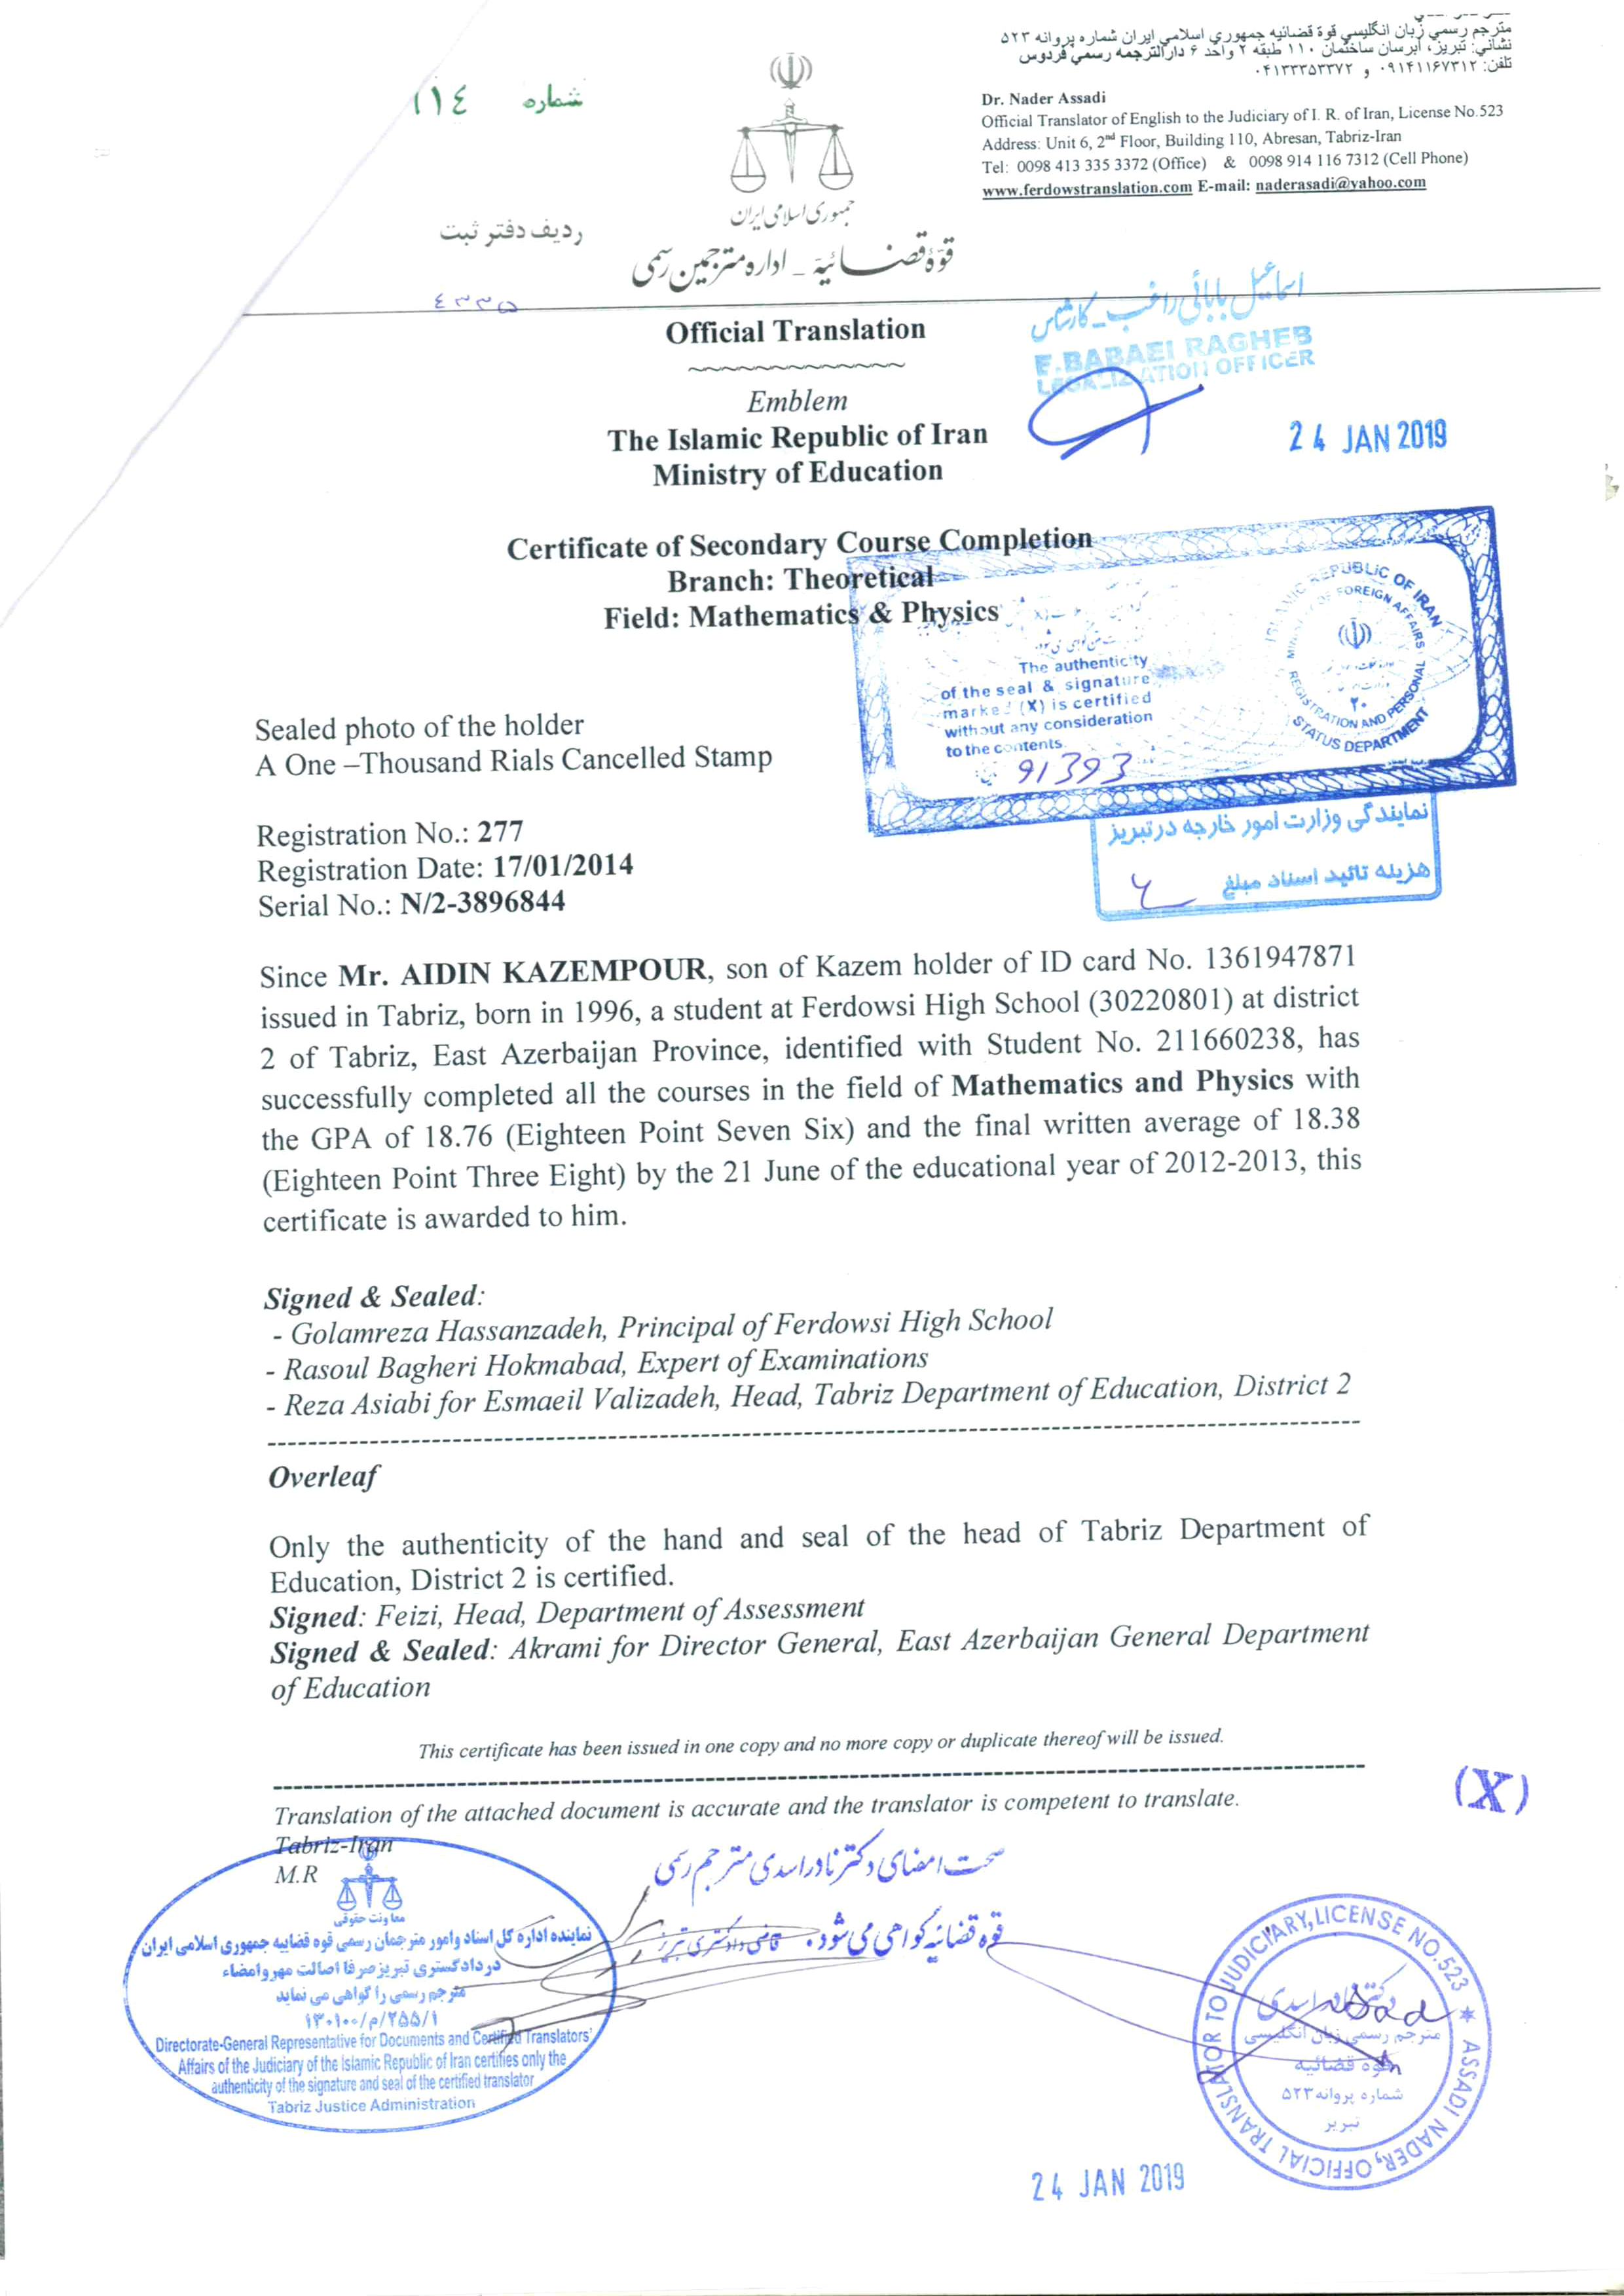 مترجم رسمی زبان انگلیسی قوة قضائیه جمهوری اسلامی ایران شماره پروانه ۵۲۳
نشانی: تبریز، آبرسان ساختمان ۱۱۰ طبقه ۲ واحد ۶ دارالترجمه رسمی فردوس
تلفن: ۰۹۱۴۱۱۶۷۳۱۲ و ۰۴۱۳۳۳۵۳۳۷۲
Dr. Nader Assadi
Official Translator of English to the Judiciary of I. R. of Iran, License No.523
Address: Unit 6, 2nd Floor, Building 110, Abresan, Tabriz-Iran
Tel: 0098 413 335 3372 (Office) & 0098 914 116 7312 (Cell Phone)
www.ferdowstranslation.com E-mail: naderasadi@yahoo.com
شماره ١١٤
ردیف دفتر ثبت
جمهوری اسلامی ایران
قوّة قضائیّه _ اداره مترجمین رسمی
اسماعیل بابائی راغب - کارشناس
E.BABAEI RAGHEB
LEGALIZATION OFFICER
24 JAN 2019
Official Translation
Emblem
The Islamic Republic of Iran
Ministry of Education
Certificate of Secondary Course Completion
Branch: Theoretical
Field: Mathematics & Physics
The authenticity
of the seal & signature
marked (X) is certified
without any consideration
to the contents
91393
ISLAMIC REPUBLIC OF IRAN
MINISTRY OF FOREIGN AFFAIRS
REGISTRATION AND PERSONAL
STATUS DEPARTMENT
۲۰
نمایندگی وزارت امور خارجه در تبریز
هزینه تائید اسناد مبلغ
Sealed photo of the holder
A One –Thousand Rials Cancelled Stamp
Registration No.: 277
Registration Date: 17/01/2014
Serial No.: N/2-3896844
Since Mr. AIDIN KAZEMPOUR, son of Kazem holder of ID card No. 1361947871
issued in Tabriz, born in 1996, a student at Ferdowsi High School (30220801) at district
2 of Tabriz, East Azerbaijan Province, identified with Student No. 211660238, has
successfully completed all the courses in the field of Mathematics and Physics with
the GPA of 18.76 (Eighteen Point Seven Six) and the final written average of 18.38
(Eighteen Point Three Eight) by the 21 June of the educational year of 2012-2013, this
certificate is awarded to him.
Signed & Sealed:
- Golamreza Hassanzadeh, Principal of Ferdowsi High School
- Rasoul Bagheri Hokmabad, Expert of Examinations
- Reza Asiabi for Esmaeil Valizadeh, Head, Tabriz Department of Education, District 2
Overleaf
Only the authenticity of the hand and seal of the head of Tabriz Department of
Education, District 2 is certified.
Signed: Feizi, Head, Department of Assessment
Signed & Sealed: Akrami for Director General, East Azerbaijan General Department
of Education
This certificate has been issued in one copy and no more copy or duplicate thereof will be issued.
(X)
Translation of the attached document is accurate and the translator is competent to translate.
Tabriz-Iran
M.R
معاونت حقوقی
نماینده اداره کل اسناد وامور مترجمان رسمی قوه قضاییه جمهوری اسلامی ایران
در دادگستری تبریز صرفا اصالت مهر وامضاء
مترجم رسمی را گواهی می نماید
۱۳۰۱۰۰/م/۲۵۵/۱
Directorate-General Representative for Documents and Certified Translators'
Affairs of the Judiciary of the Islamic Republic of Iran certifies only the
authenticity of the signature and seal of the certified translator
Tabriz Justice Administration
صحت امضای دکتر نادر اسدی مترجم رسمی
قوه قضائیه گواهی می شود. قاضی دادگستری تبریز
ASSADI NADER, OFFICIAL TRANSLATOR TO JUDICIARY, LICENSE NO.523
دکتر نادر اسدی
مترجم رسمی زبان انگلیسی
قوه قضائیه
شماره پروانه ۵۲۳
تبریز
24 JAN 2019